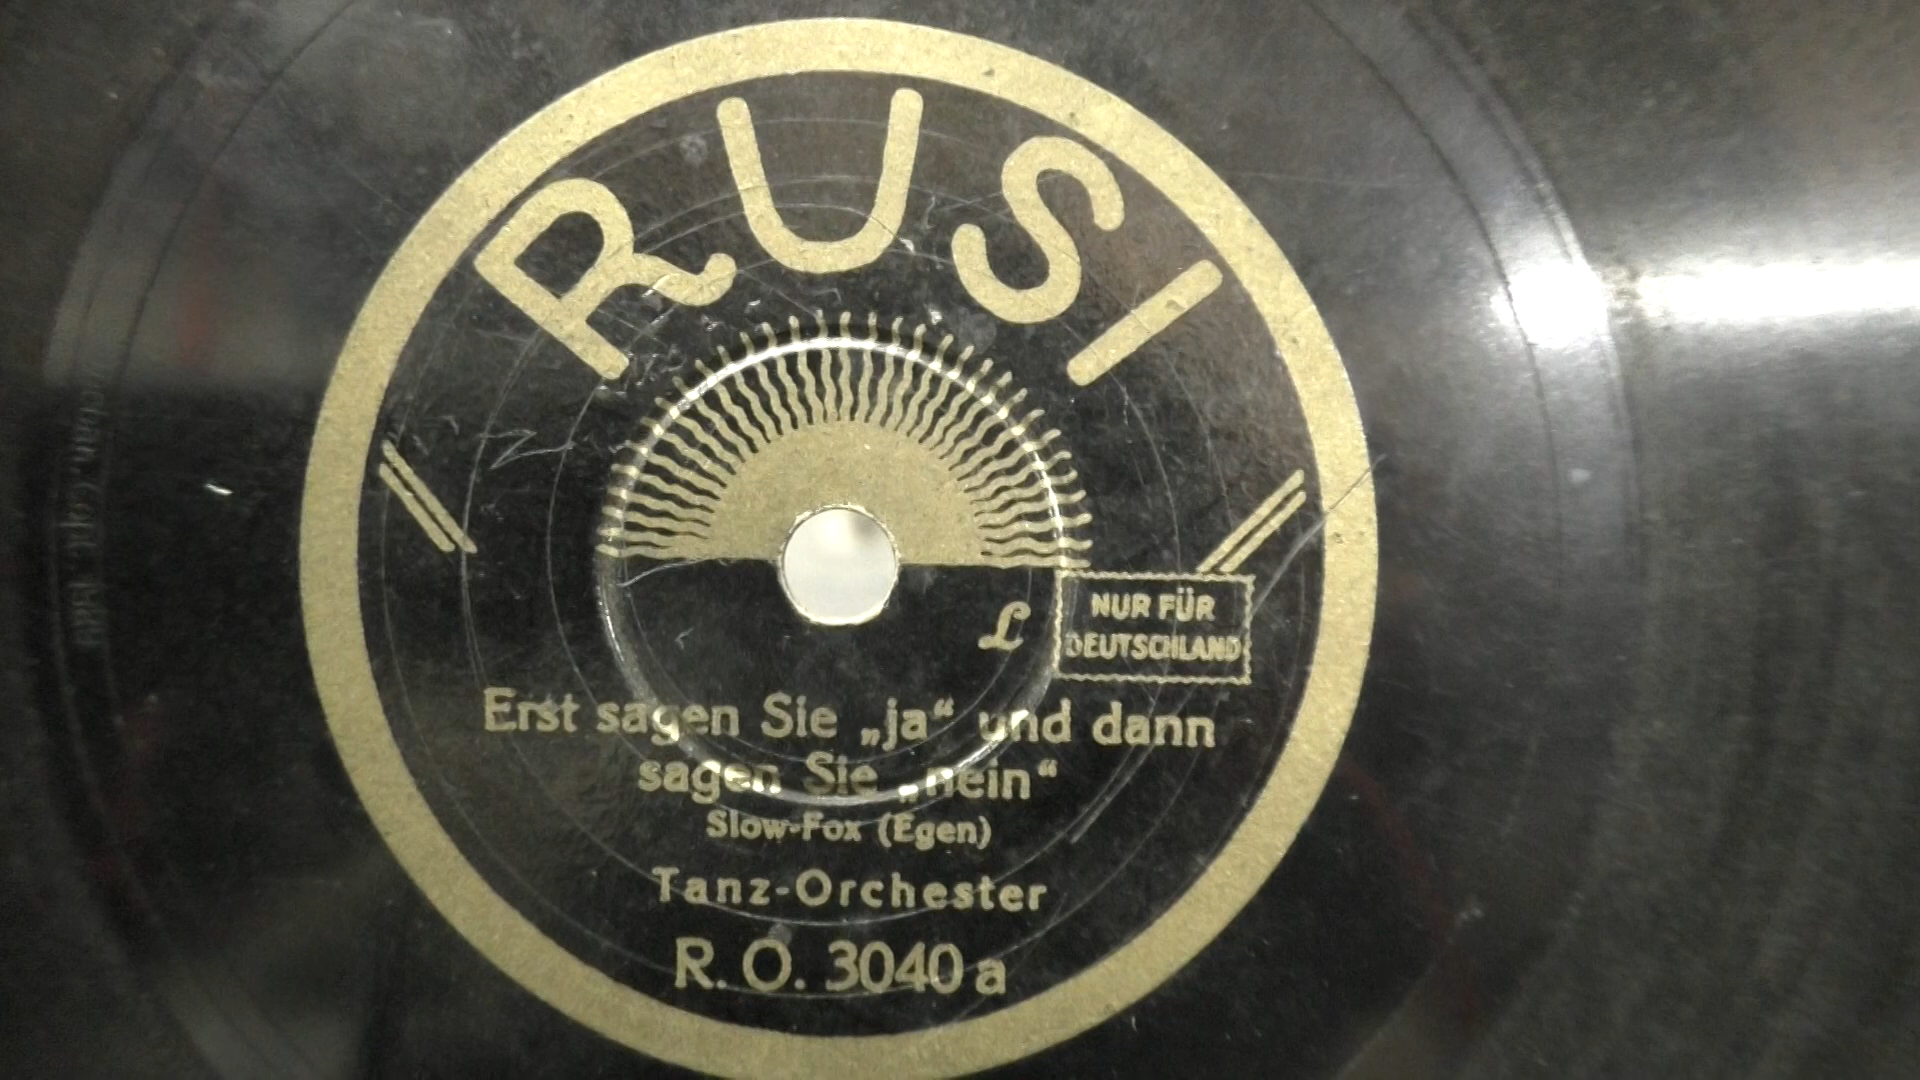 RUSI
L
NUR FÜR
DEUTSCHLAND
Erst sagen Sie „ja“ und dann
sagen Sie „nein“
Slow-Fox (Egen)
Tanz-Orchester
R. O. 3040 a